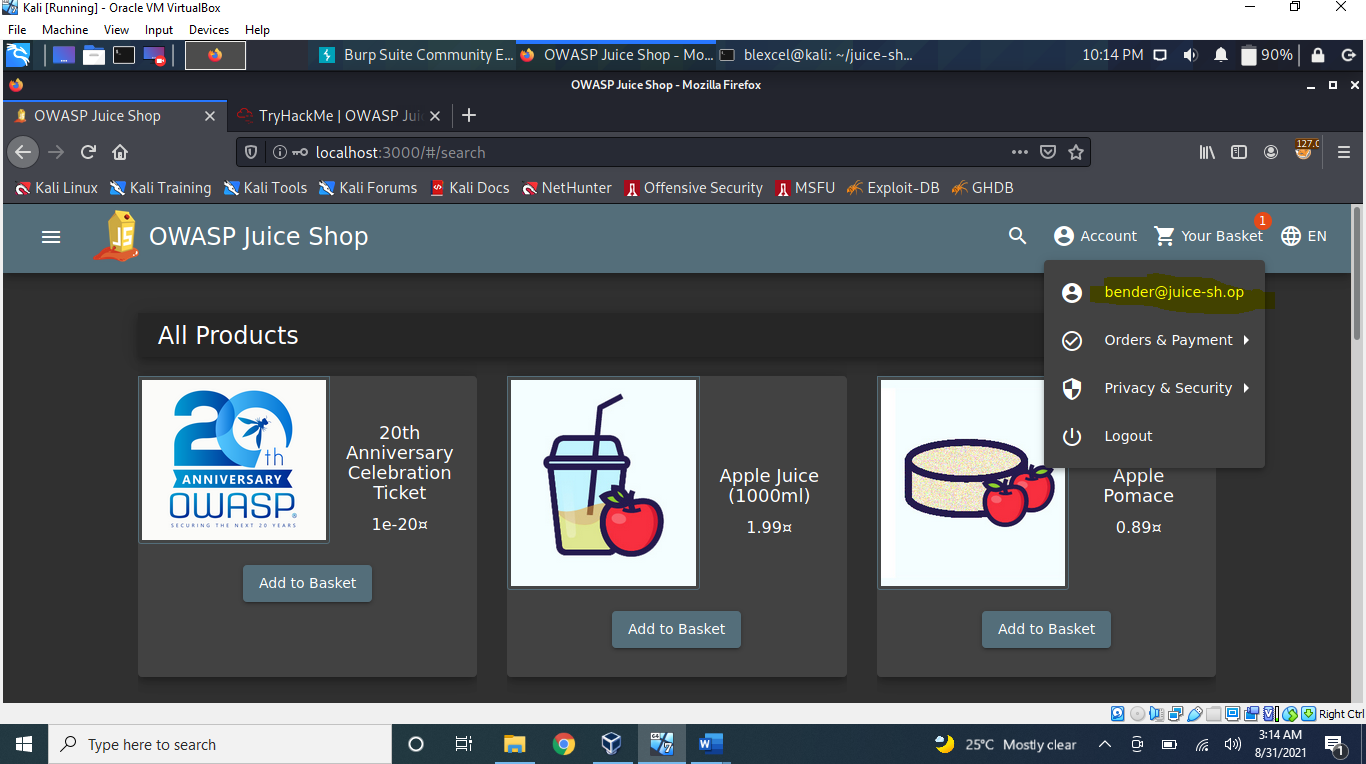 Kali [Running] - Oracle VM VirtualBox
File Machine View Input Devices Help
Burp Suite Community E... OWASP Juice Shop - Mo... blexcel@kali: ~/juice-sh... 10:14 PM 90%
OWASP Juice Shop - Mozilla Firefox
OWASP Juice Shop TryHackMe | OWASP Jui
localhost:3000/#/search 127.0
Kali Linux Kali Training Kali Tools Kali Forums Kali Docs NetHunter Offensive Security MSFU Exploit-DB GHDB
JS OWASP Juice Shop Account Your Basket 1 EN
bender@juice-sh.op
Orders & Payment
Privacy & Security
Logout
All Products
20th
ANNIVERSARY
OWASP
SECURING THE NEXT 20 YEARS
20th
Anniversary
Celebration
Ticket
1e-20¤
Add to Basket
Apple Juice
(1000ml)
1.99¤
Add to Basket
Apple
Pomace
0.89¤
Add to Basket
Right Ctrl
Type here to search
25°C Mostly clear
3:14 AM
8/31/2021
1